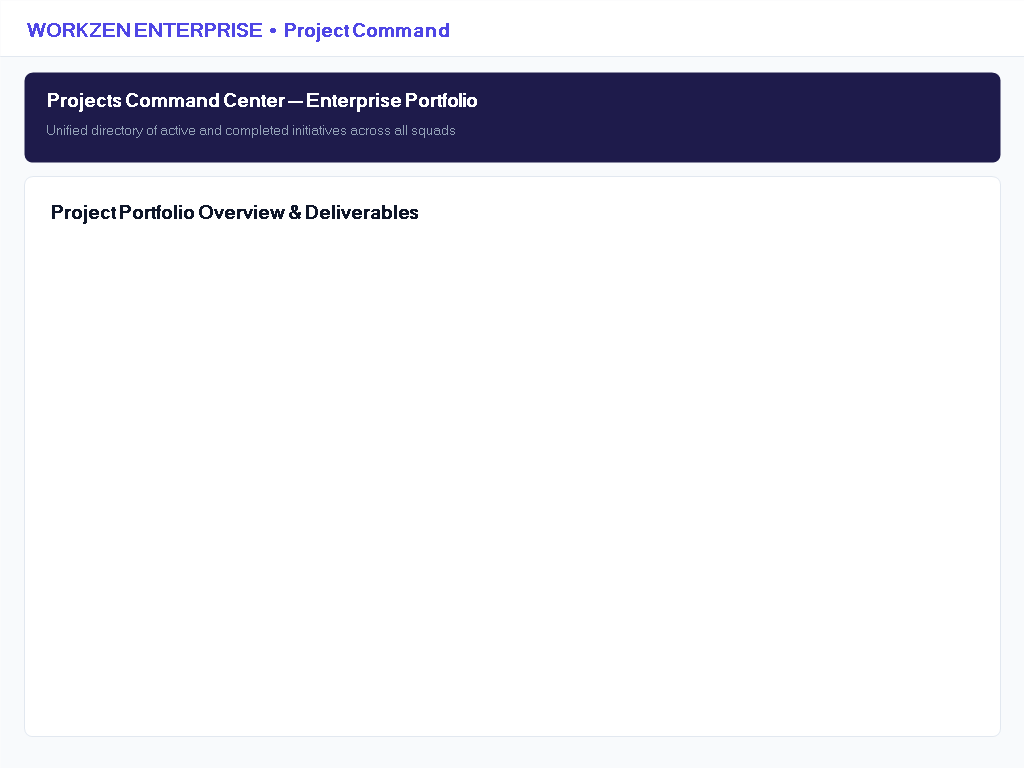 WORKZEN ENTERPRISE • Project Command
Projects Command Center — Enterprise Portfolio
Unified directory of active and completed initiatives across all squads
Project Portfolio Overview & Deliverables